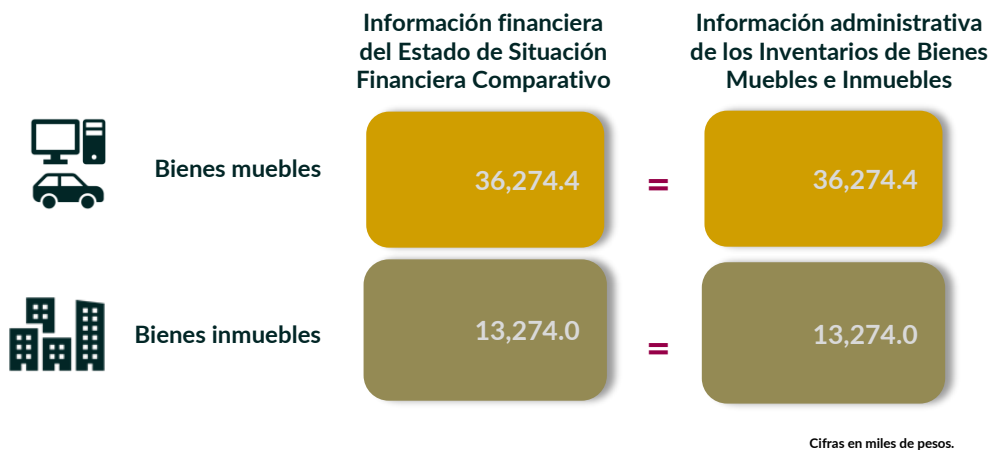 Información financiera
del Estado de Situación
Financiera Comparativo
Información administrativa
de los Inventarios de Bienes
Muebles e Inmuebles
Bienes muebles
36,274.4
=
36,274.4
Bienes inmuebles
13,274.0
=
13,274.0
Cifras en miles de pesos.